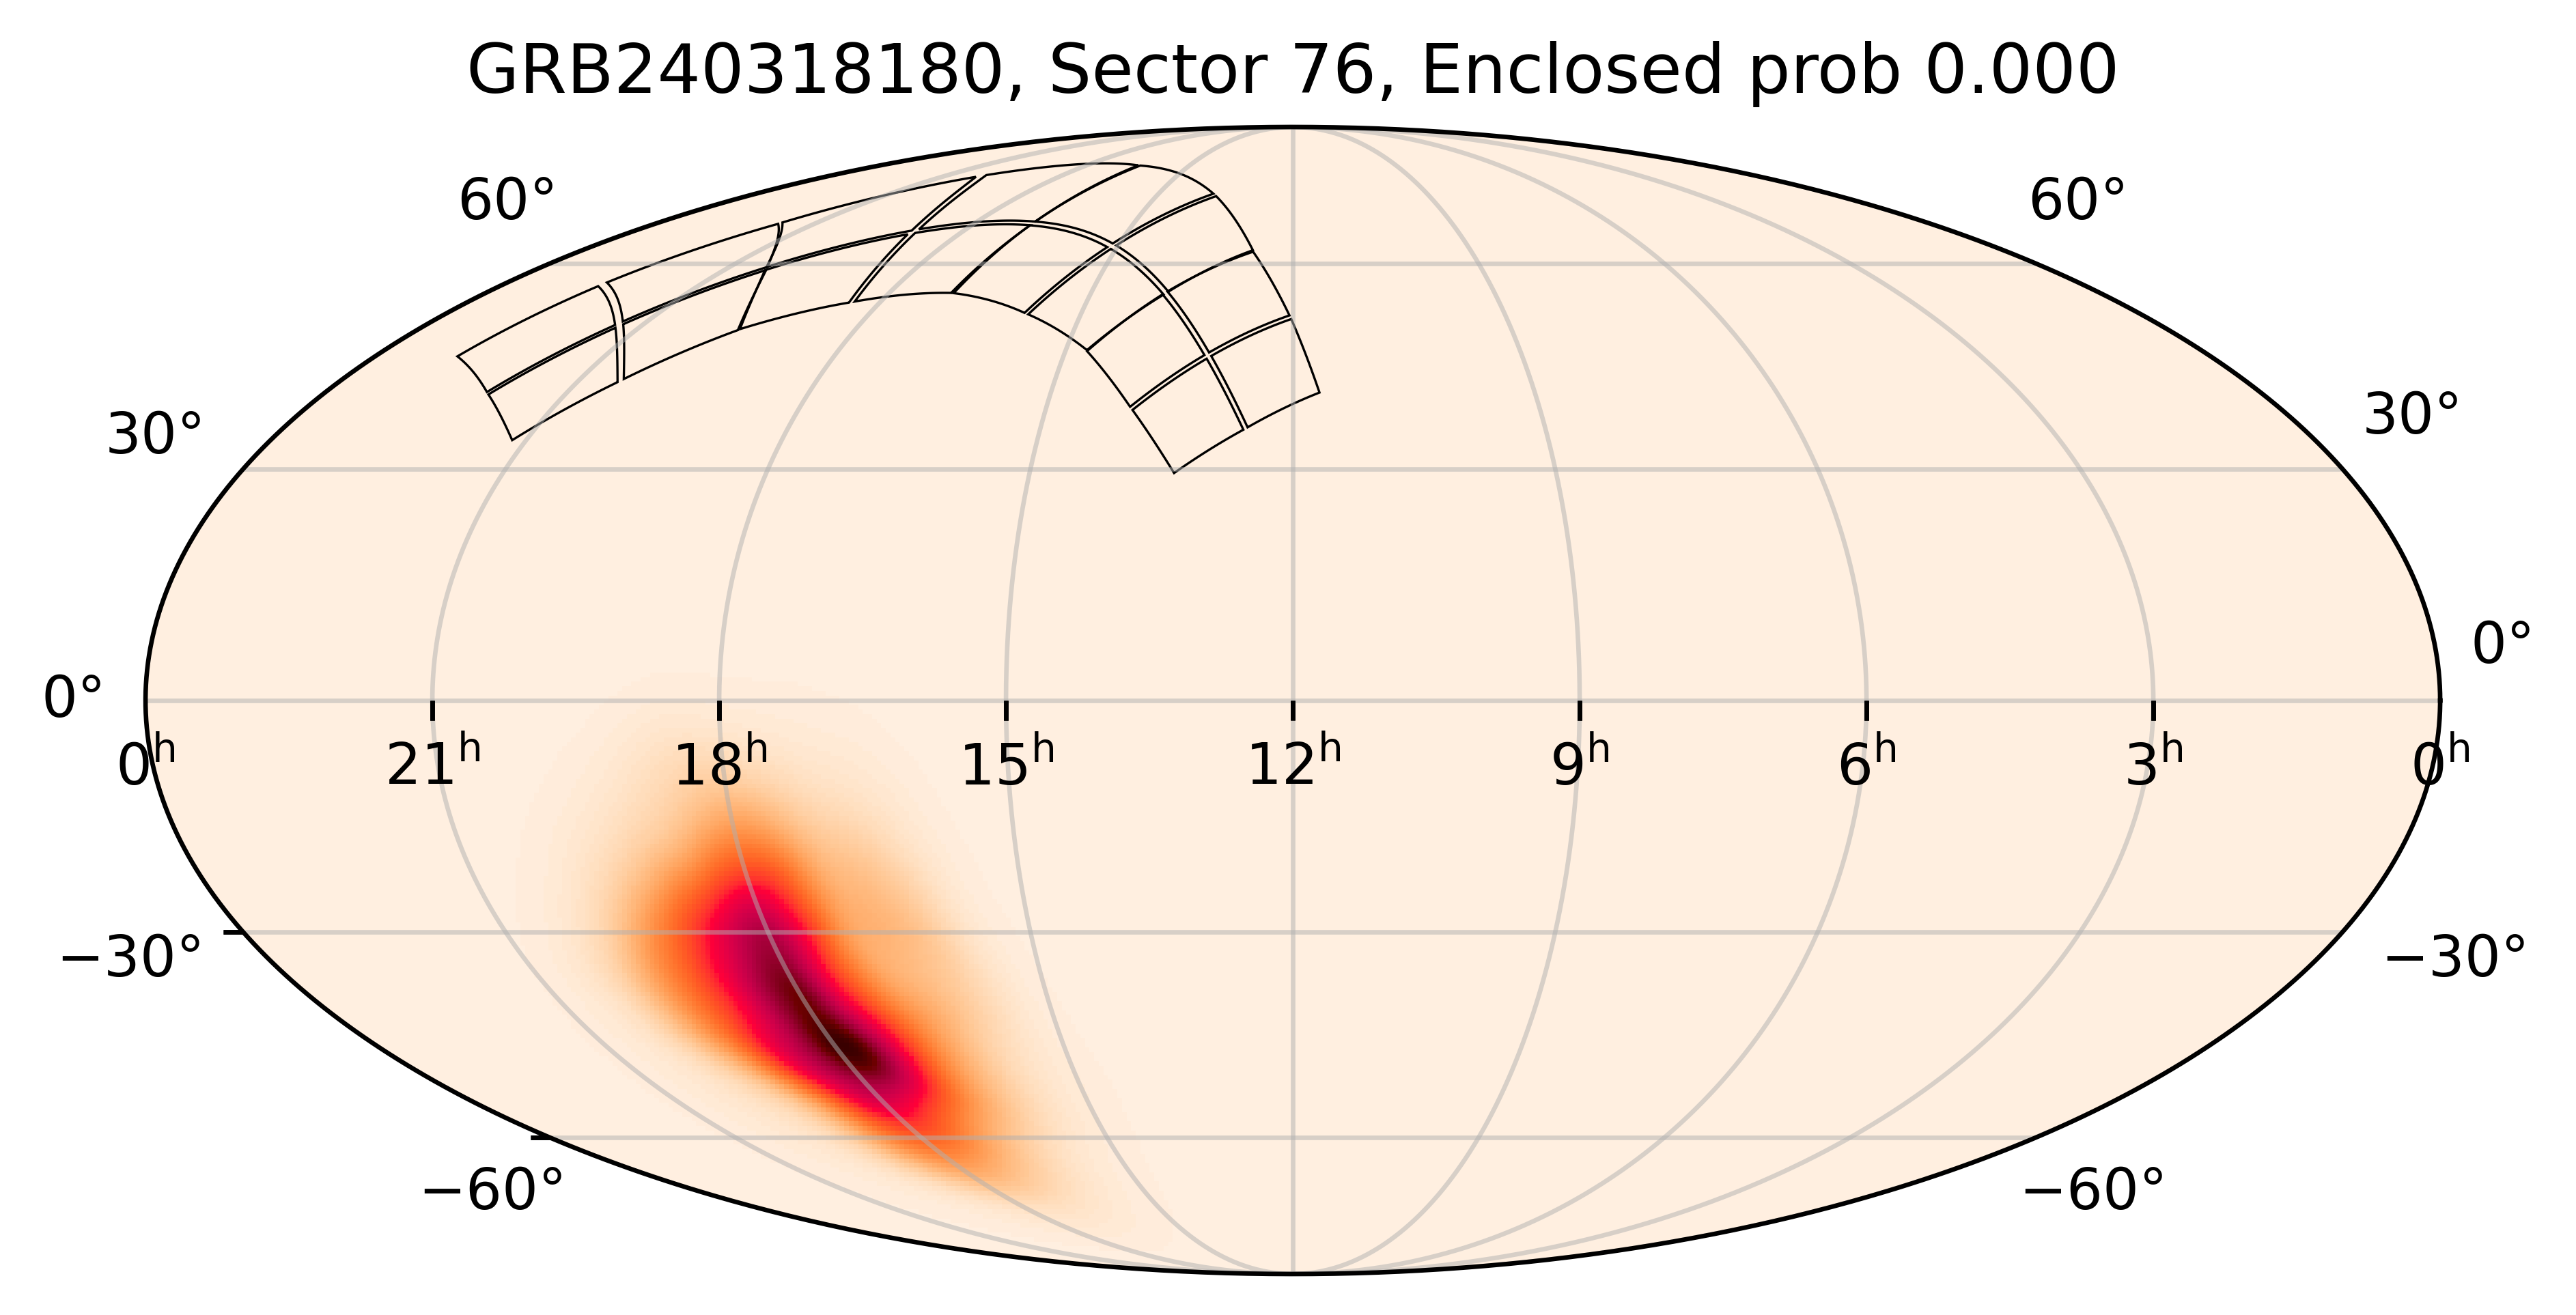 GRB240318180, Sector 76, Enclosed prob 0.000
60° 60°
30° 30°
0° 0°
0ʰ 21ʰ 18ʰ 15ʰ 12ʰ 9ʰ 6ʰ 3ʰ 0ʰ
−30° −30°
−60° −60°